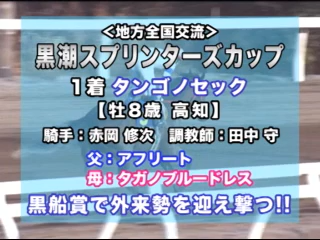 <地方全国交流>
黒潮スプリンターズカップ
1着 タンゴノセック
【牡8歳 高知】
騎手：赤岡 修次 調教師：田中 守
父：アフリート
母：タガノブルードレス
黒船賞で外来勢を迎え撃つ!!